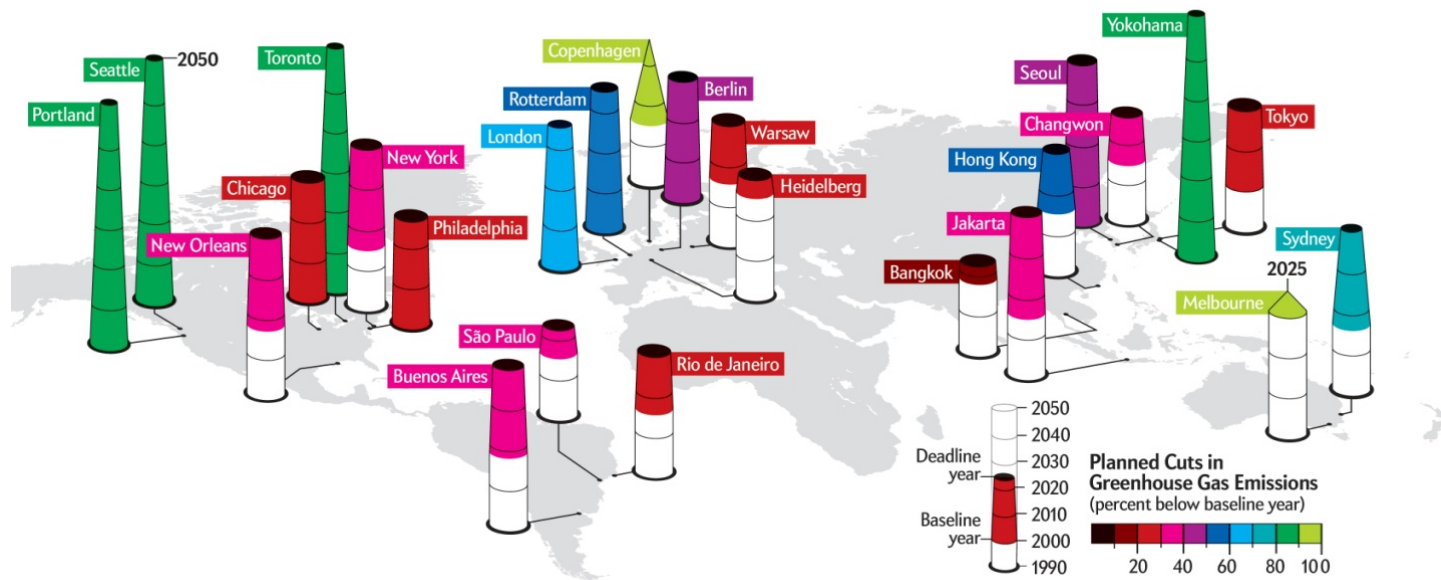 Yokohama
Seattle
2050
Toronto
Copenhagen
Seoul
Portland
Rotterdam
Berlin
Changwon
Tokyo
London
Warsaw
New York
Hong Kong
Chicago
Heidelberg
Jakarta
Philadelphia
New Orleans
Sydney
Bangkok
2025
Melbourne
São Paulo
Rio de Janeiro
Buenos Aires
2050
2040
Deadline
year
2030
2020
2010
Baseline
year
2000
1990
Planned Cuts in
Greenhouse Gas Emissions
(percent below baseline year)
20 40 60 80 100